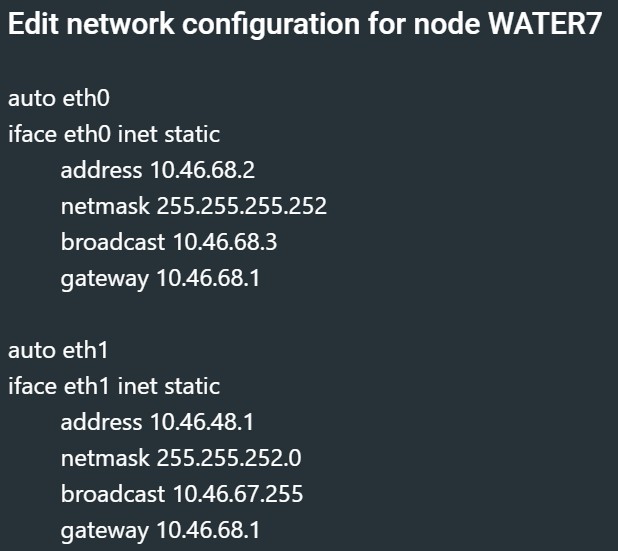 Edit network configuration for node WATER7
auto eth0
iface eth0 inet static
address 10.46.68.2
netmask 255.255.255.252
broadcast 10.46.68.3
gateway 10.46.68.1
auto eth1
iface eth1 inet static
address 10.46.48.1
netmask 255.255.252.0
broadcast 10.46.67.255
gateway 10.46.68.1